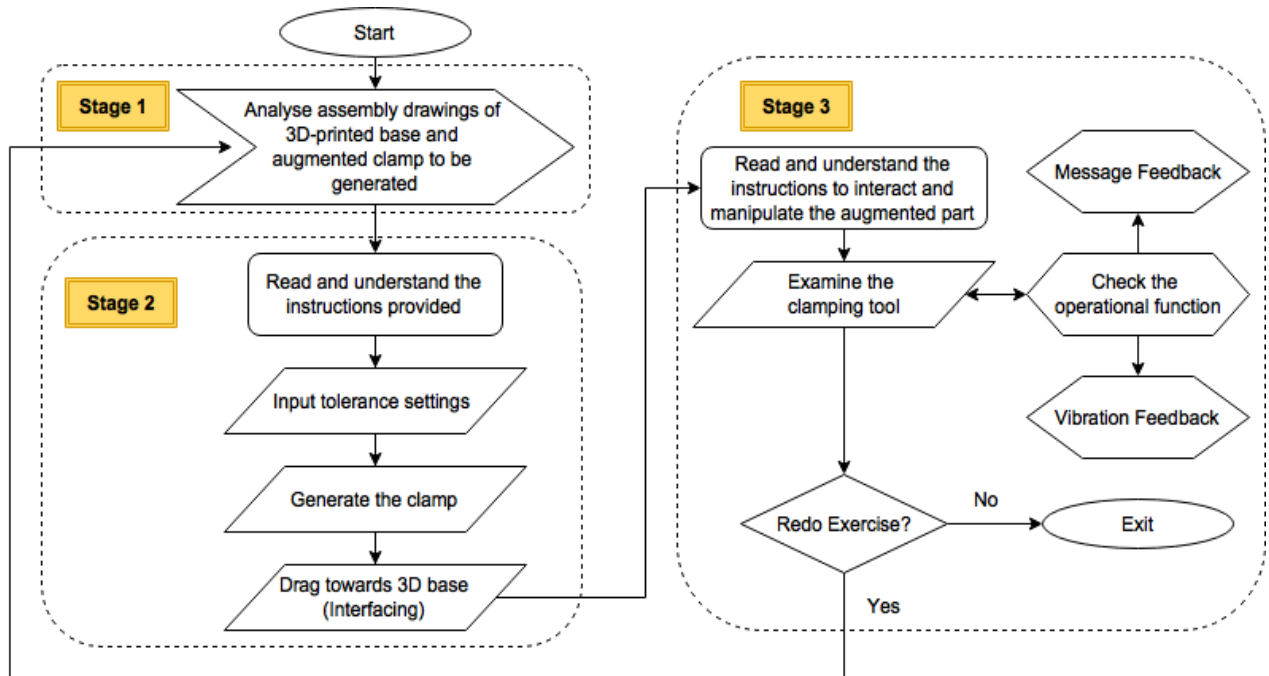 Start
Stage 1
Analyse assembly drawings of
3D-printed base and
augmented clamp to be
generated
Stage 2
Read and understand the
instructions provided
Input tolerance settings
Generate the clamp
Drag towards 3D base
(Interfacing)
Stage 3
Read and understand the
instructions to interact and
manipulate the augmented part
Message Feedback
Examine the
clamping tool
Check the
operational function
Vibration Feedback
Redo Exercise?
No
Exit
Yes